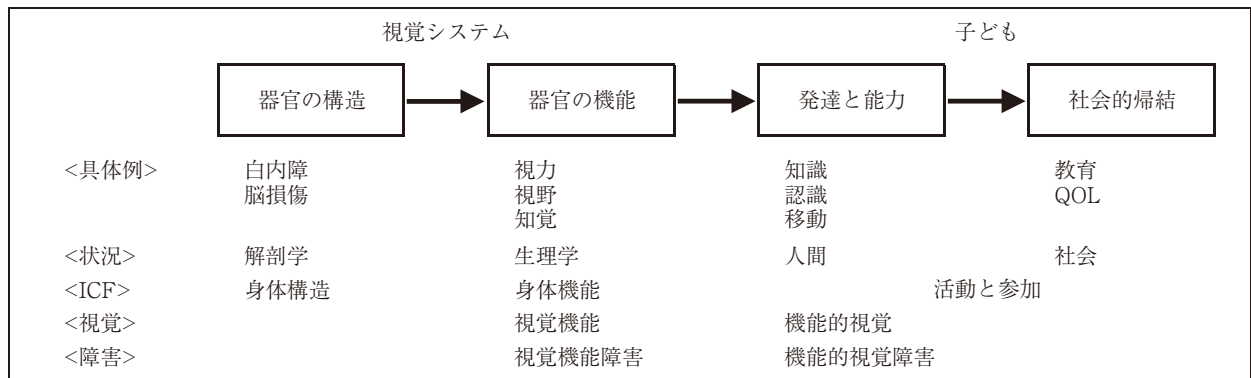 視覚システム 子ども
器官の構造 器官の機能 発達と能力 社会的帰結
<具体例> 白内障 視力 知識 教育
脳損傷 視野 認識 QOL
知覚 移動
<状況> 解剖学 生理学 人間 社会
<ICF> 身体構造 身体機能 活動と参加
<視覚> 視覚機能 機能的視覚
<障害> 視覚機能障害 機能的視覚障害